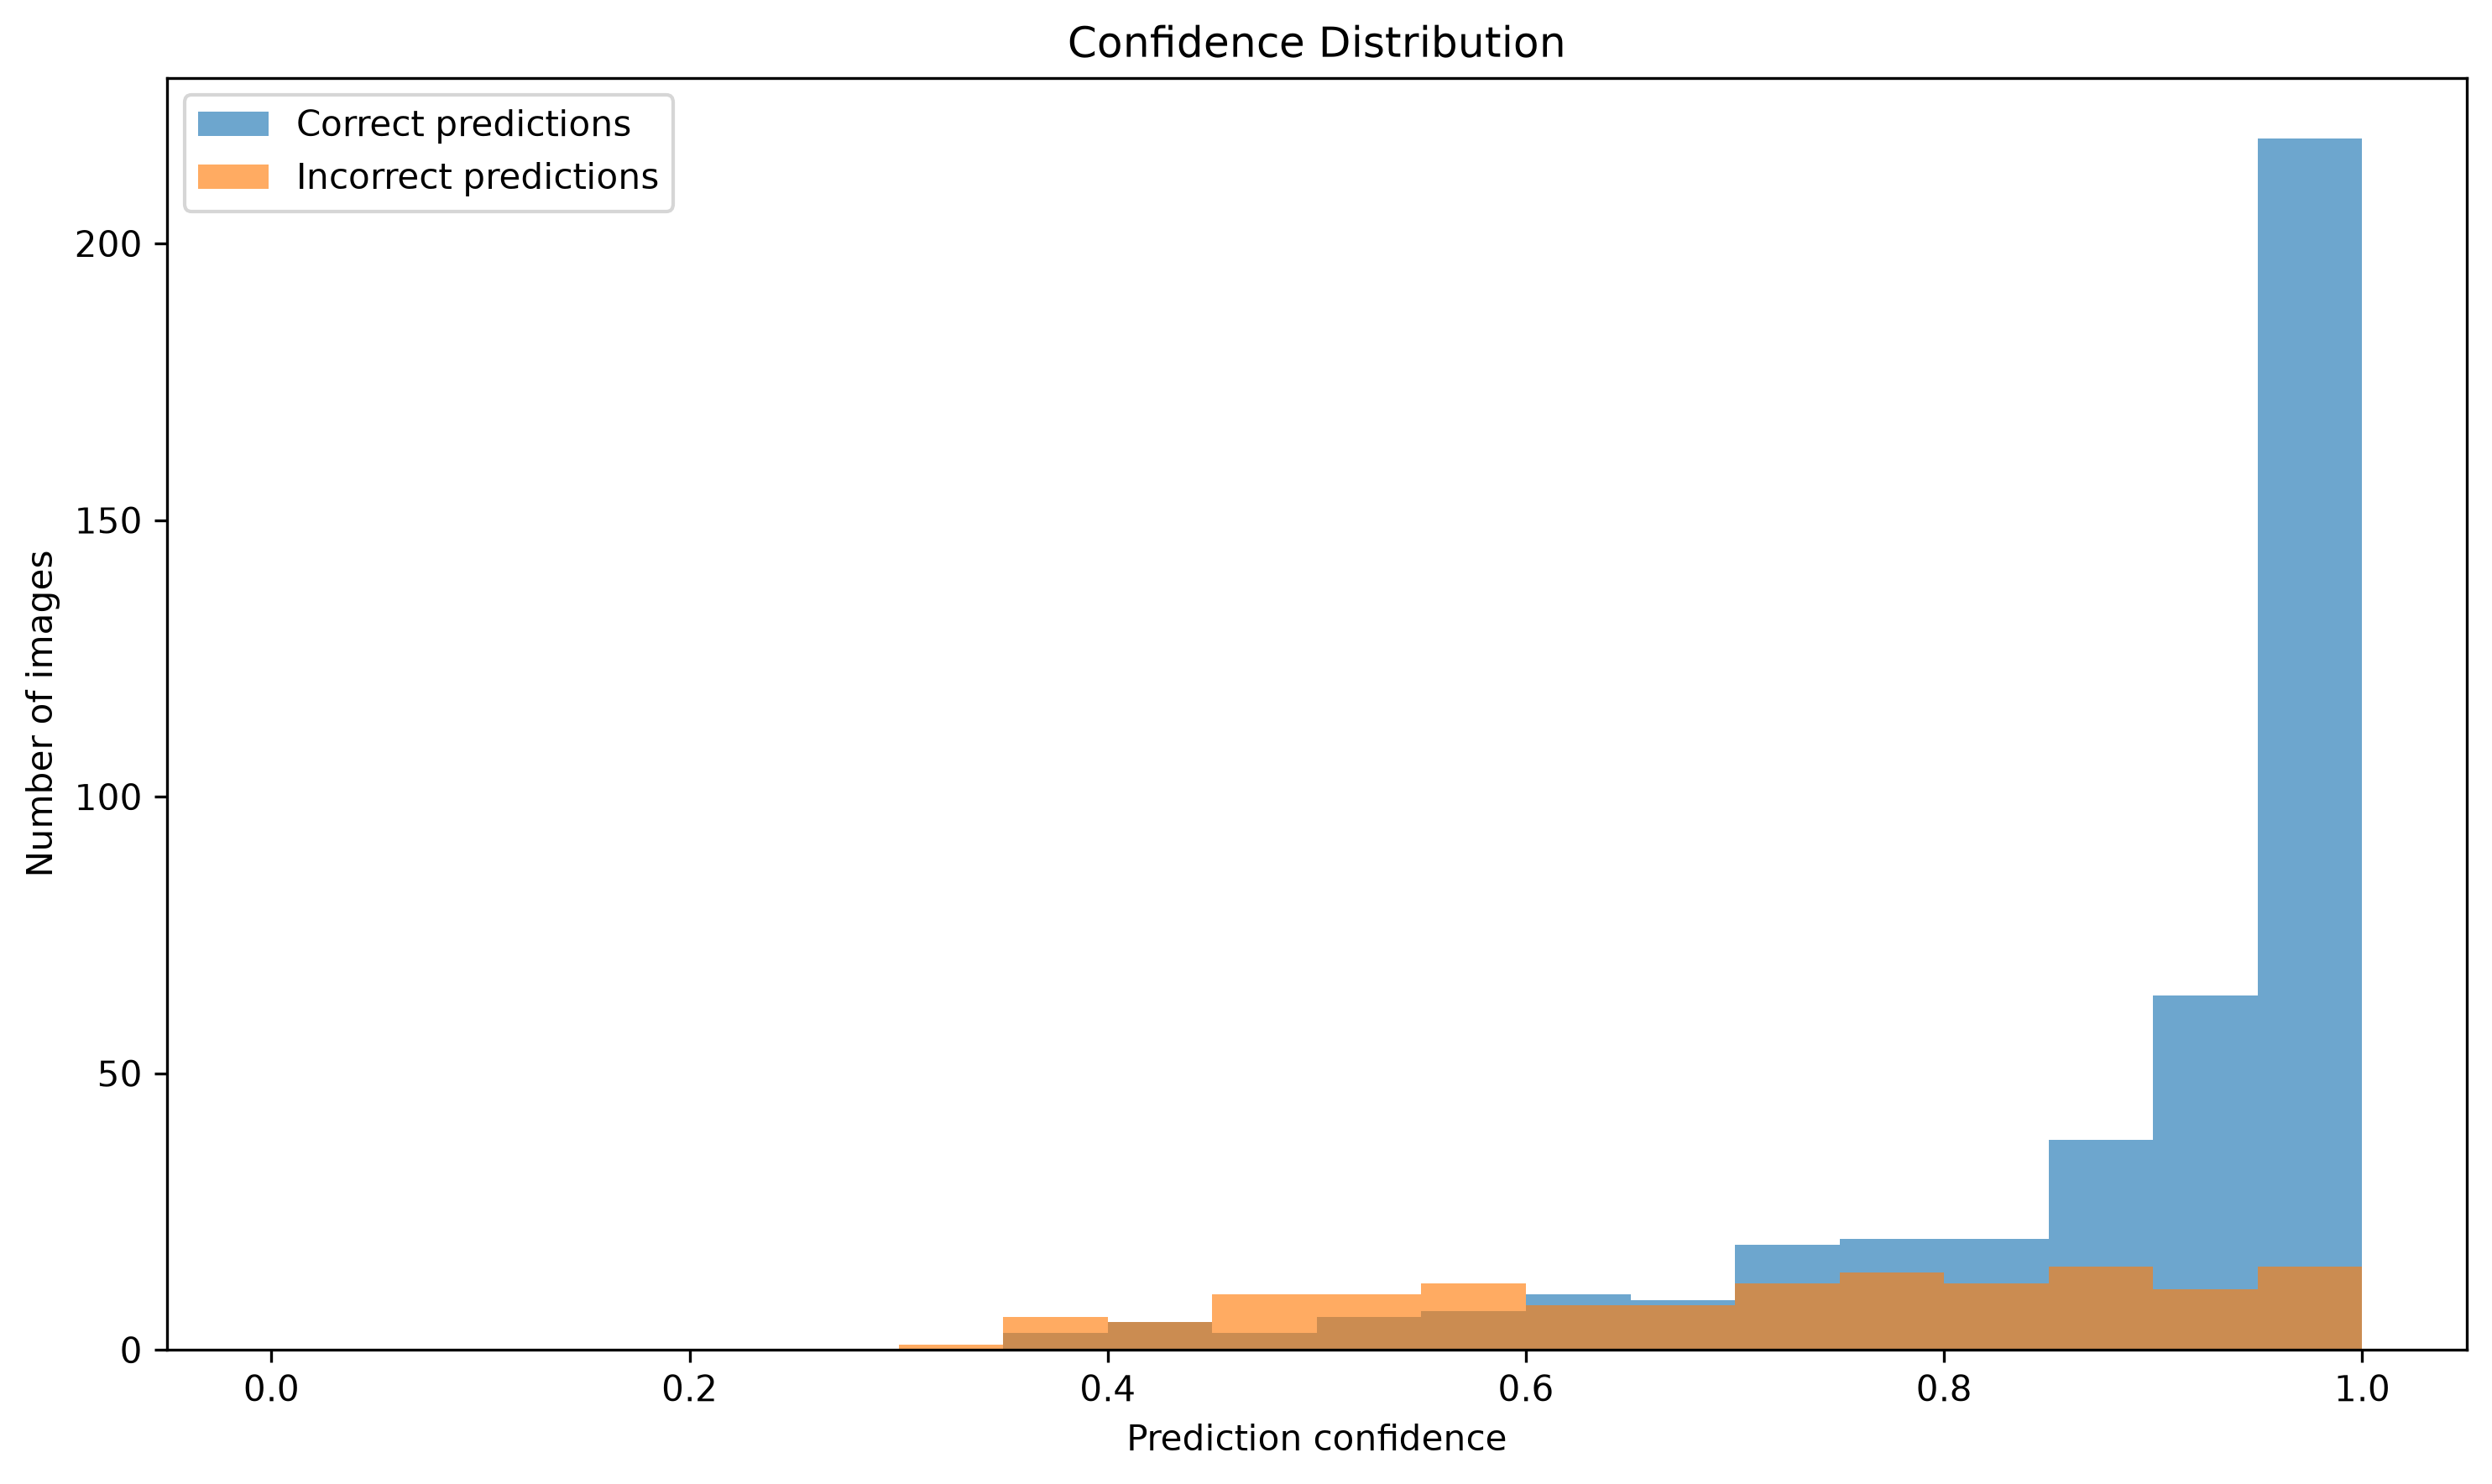 Confidence Distribution
Correct predictions
Incorrect predictions
Number of images
200
150
100
50
0
0.0 0.2 0.4 0.6 0.8 1.0
Prediction confidence